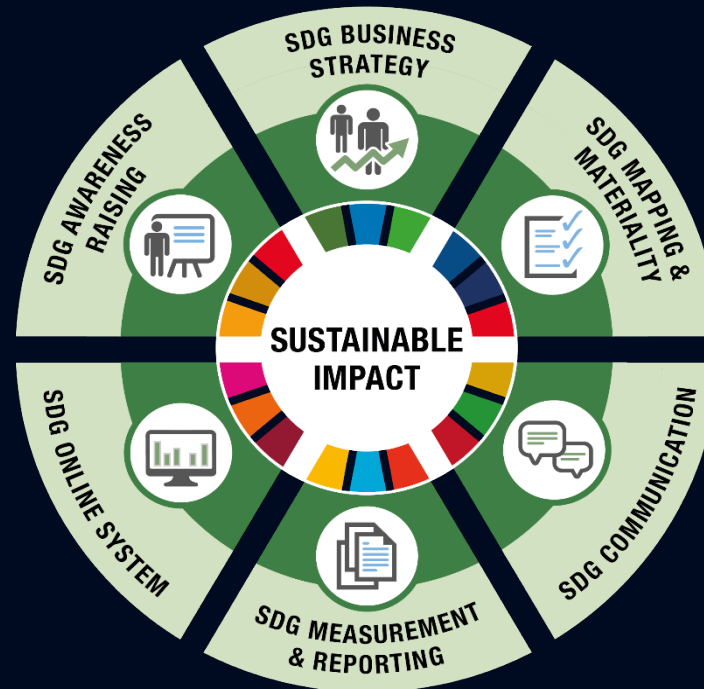 SDG BUSINESS
STRATEGY
SDG MAPPING &
MATERIALITY
SDG COMMUNICATION
SDG MEASUREMENT
& REPORTING
SDG ONLINE SYSTEM
SDG AWARENESS
RAISING
SUSTAINABLE
IMPACT